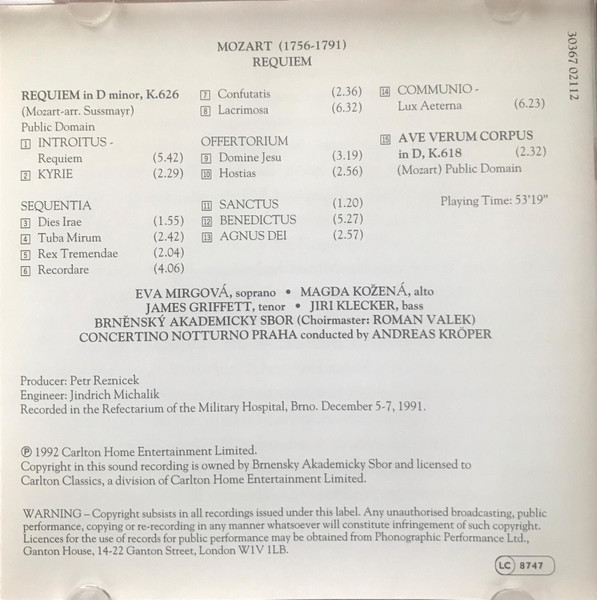 MOZART (1756-1791)
REQUIEM
30367 02112
REQUIEM in D minor, K.626
(Mozart-arr. Sussmayr)
Public Domain
1 INTROITUS -
Requiem (5.42)
2 KYRIE (2.29)
SEQUENTIA
3 Dies Irae (1.55)
4 Tuba Mirum (2.42)
5 Rex Tremendae (2.04)
6 Recordare (4.06)
7 Confutatis (2.36)
8 Lacrimosa (6.32)
OFFERTORIUM
9 Domine Jesu (3.19)
10 Hostias (2.56)
11 SANCTUS (1.20)
12 BENEDICTUS (5.27)
13 AGNUS DEI (2.57)
14 COMMUNIO -
Lux Aeterna (6.23)
15 AVE VERUM CORPUS
in D, K.618 (2.32)
(Mozart) Public Domain
Playing Time: 53'19"
EVA MIRGOVÁ, soprano • MAGDA KOŽENÁ, alto
JAMES GRIFFETT, tenor • JIRI KLECKER, bass
BRNĚNSKÝ AKADEMICKY SBOR (Choirmaster: ROMAN VALEK)
CONCERTINO NOTTURNO PRAHA conducted by ANDREAS KRÖPER
Producer: Petr Reznicek
Engineer: Jindrich Michalik
Recorded in the Refectarium of the Military Hospital, Brno. December 5-7, 1991.
℗ 1992 Carlton Home Entertainment Limited.
Copyright in this sound recording is owned by Brnensky Akademicky Sbor and licensed to
Carlton Classics, a division of Carlton Home Entertainment Limited.
WARNING – Copyright subsists in all recordings issued under this label. Any unauthorised broadcasting, public
performance, copying or re-recording in any manner whatsoever will constitute infringement of such copyright.
Licences for the use of records for public performance may be obtained from Phonographic Performance Ltd.,
Ganton House, 14-22 Ganton Street, London W1V 1LB.
LC 8747